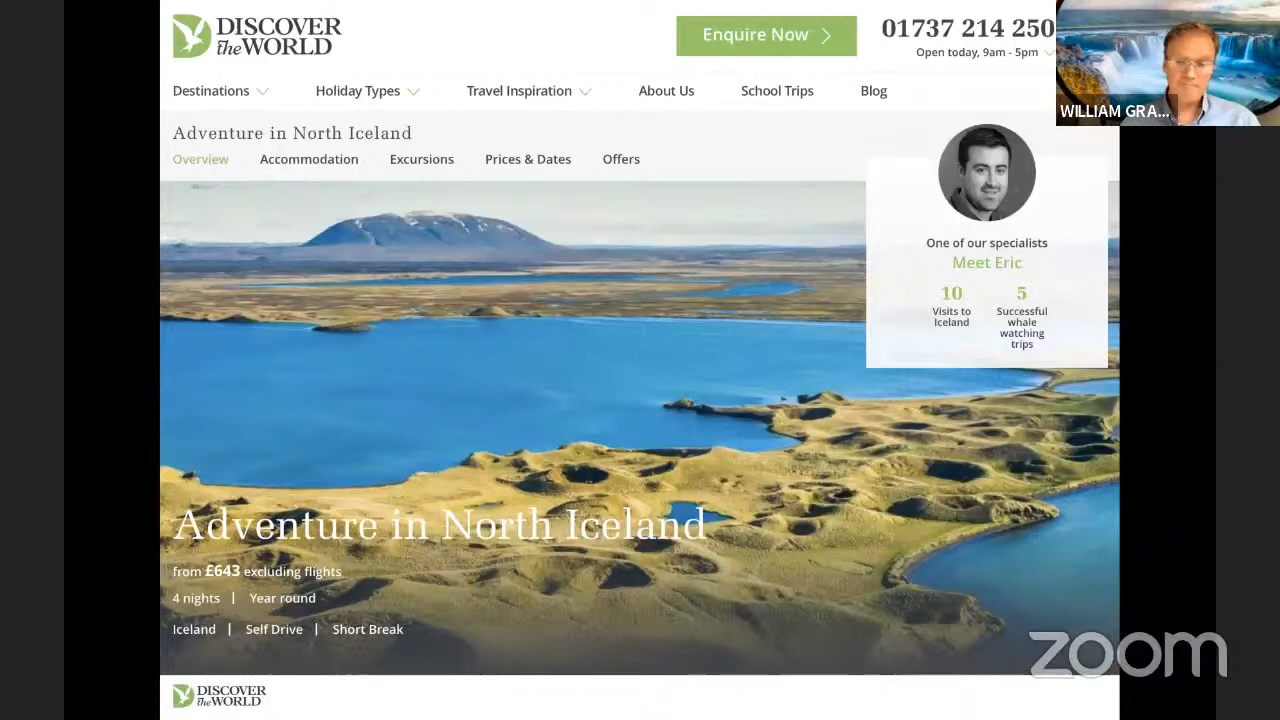 DISCOVER
the WORLD
Enquire Now
01737 214 250
Open today, 9am - 5pm
Destinations
Holiday Types
Travel Inspiration
About Us
School Trips
Blog
WILLIAM GRA...
Adventure in North Iceland
Overview
Accommodation
Excursions
Prices & Dates
Offers
One of our specialists
Meet Eric
10
Visits to
Iceland
5
Successful
whale
watching
trips
Adventure in North Iceland
from £643 excluding flights
4 nights | Year round
Iceland | Self Drive | Short Break
zoom
DISCOVER
the WORLD